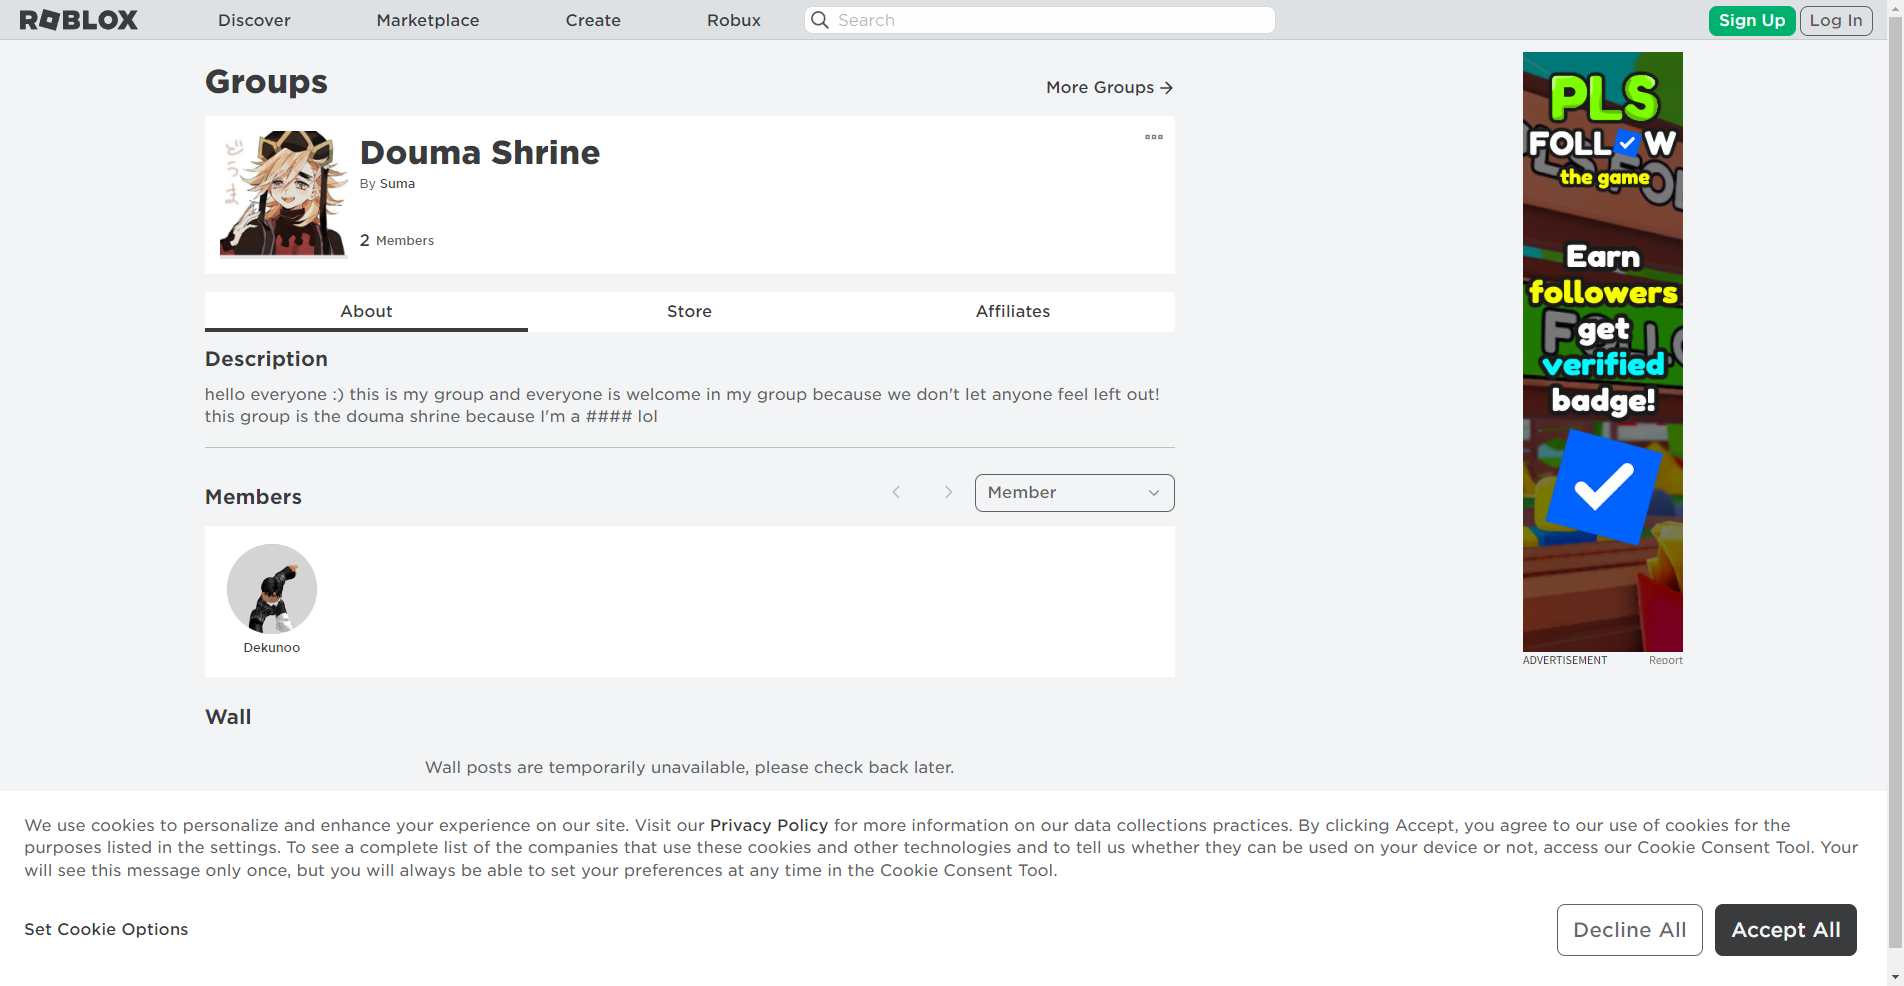 ROBLOX
Discover
Marketplace
Create
Robux
Search
Sign Up
Log In
Groups
More Groups
どうま
Douma Shrine
By Suma
2 Members
About
Store
Affiliates
Description
hello everyone :) this is my group and everyone is welcome in my group because we don't let anyone feel left out!
this group is the douma shrine because I'm a #### lol
Members
Member
Dekunoo
Wall
Wall posts are temporarily unavailable, please check back later.
PLS
FOLLOW
the game
Earn
followers
get
verified
badge!
ADVERTISEMENT
Report
We use cookies to personalize and enhance your experience on our site. Visit our Privacy Policy for more information on our data collections practices. By clicking Accept, you agree to our use of cookies for the
purposes listed in the settings. To see a complete list of the companies that use these cookies and other technologies and to tell us whether they can be used on your device or not, access our Cookie Consent Tool. Your
will see this message only once, but you will always be able to set your preferences at any time in the Cookie Consent Tool.
Set Cookie Options
Decline All
Accept All